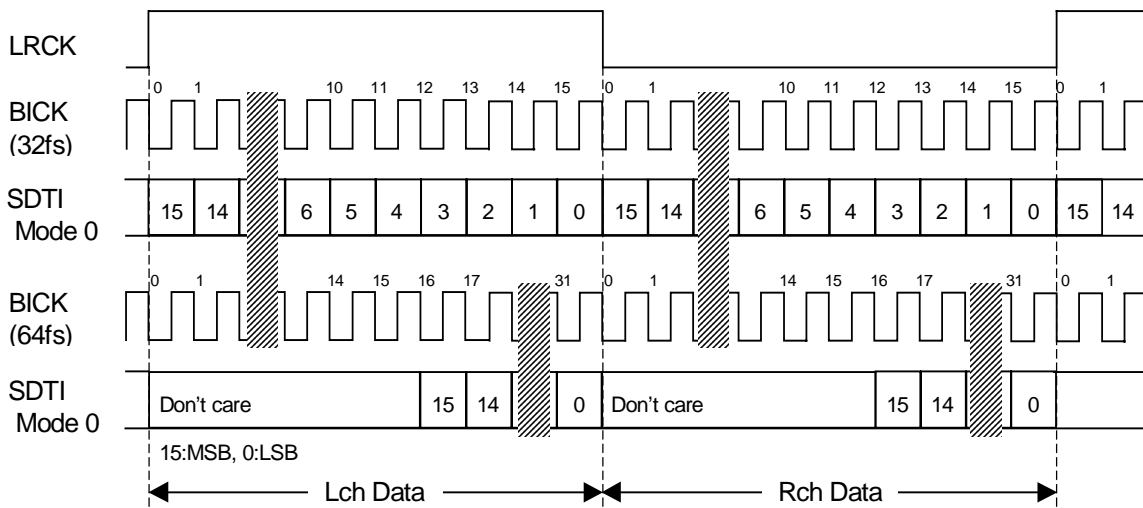 LRCK
0 1 10 11 12 13 14 15 0 1 10 11 12 13 14 15 0 1
BICK
(32fs)
SDTI
Mode 0
15 14 6 5 4 3 2 1 0 15 14 6 5 4 3 2 1 0 15 14
0 1 14 15 16 17 31 0 1 14 15 16 17 31 0 1
BICK
(64fs)
SDTI
Mode 0
Don't care 15 14 0 Don't care 15 14 0
15:MSB, 0:LSB
Lch Data Rch Data